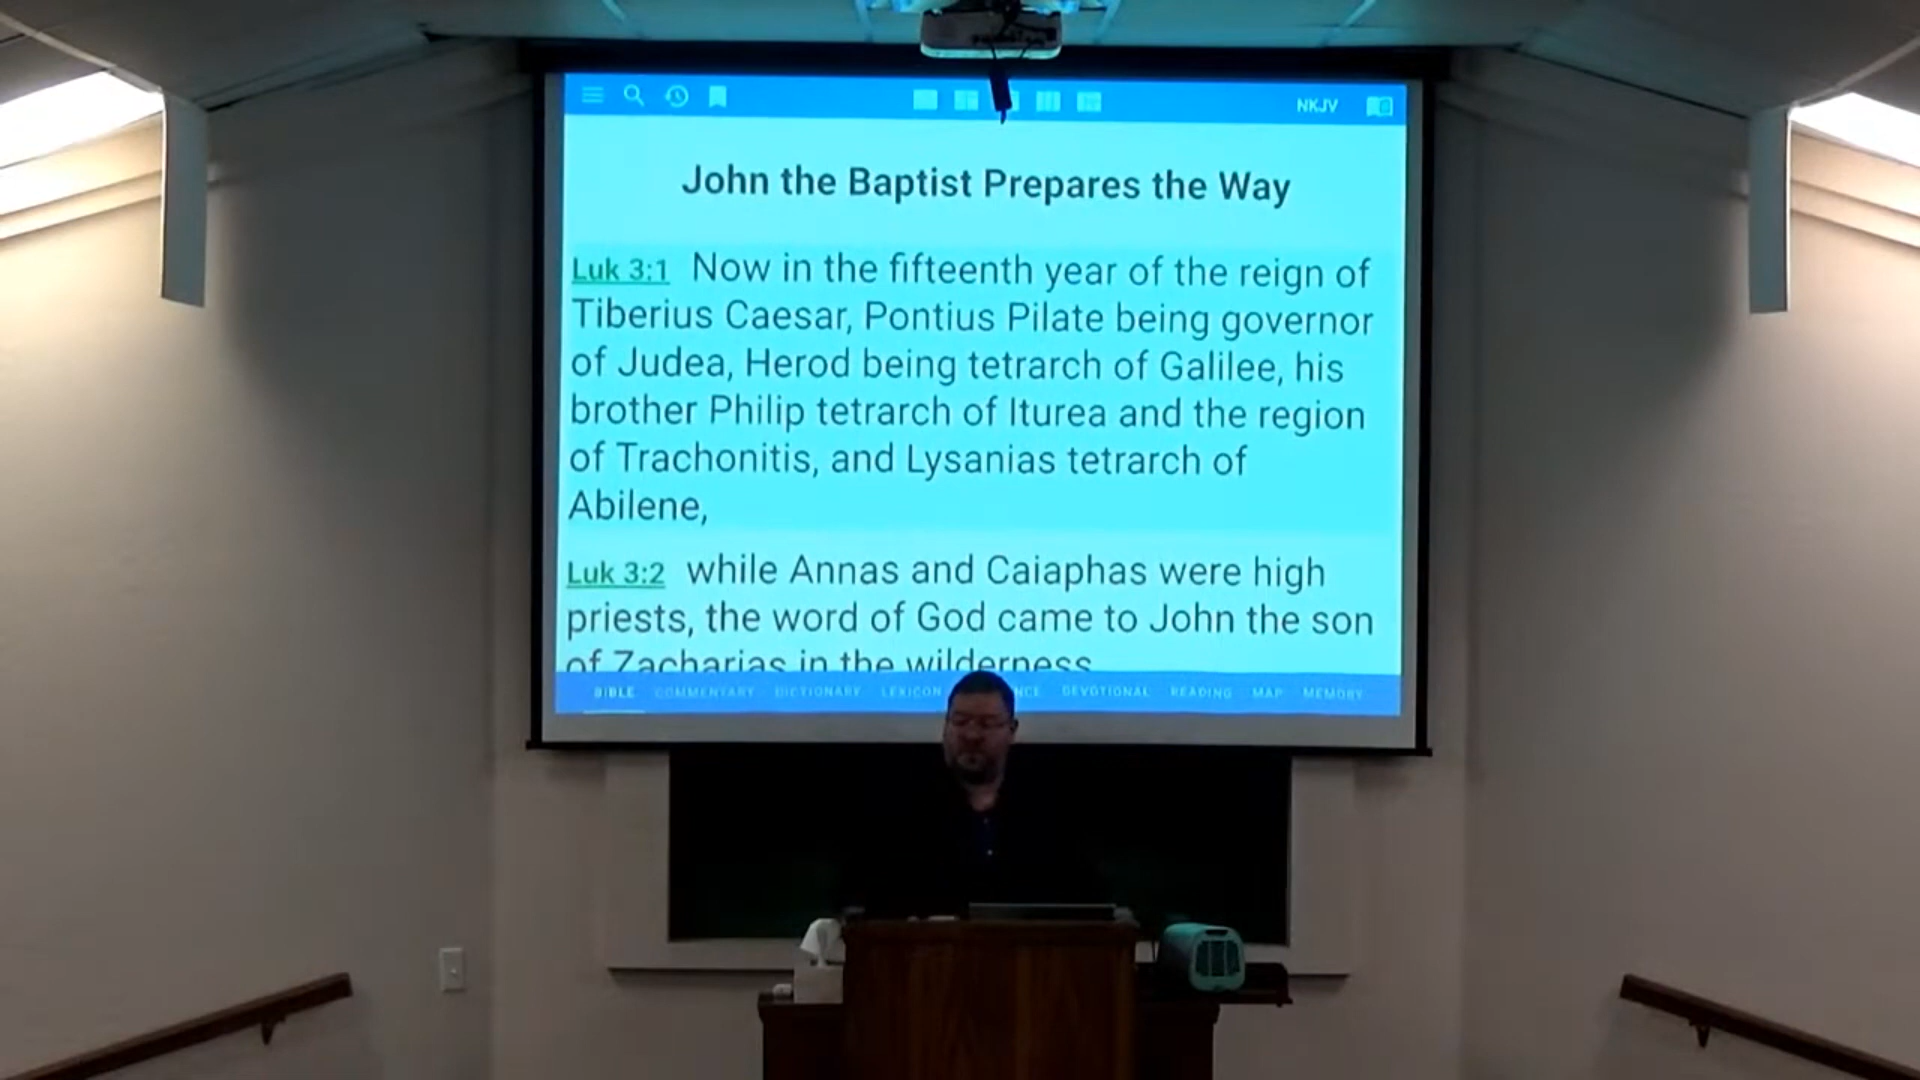 NKJV
John the Baptist Prepares the Way
Luk 3:1 Now in the fifteenth year of the reign of
Tiberius Caesar, Pontius Pilate being governor
of Judea, Herod being tetrarch of Galilee, his
brother Philip tetrarch of Iturea and the region
of Trachonitis, and Lysanias tetrarch of
Abilene,
Luk 3:2 while Annas and Caiaphas were high
priests, the word of God came to John the son
of Zacharias in the wilderness
BIBLE COMMENTARY DICTIONARY LEXICON NCE DEVOTIONAL READING MAP MEMORY